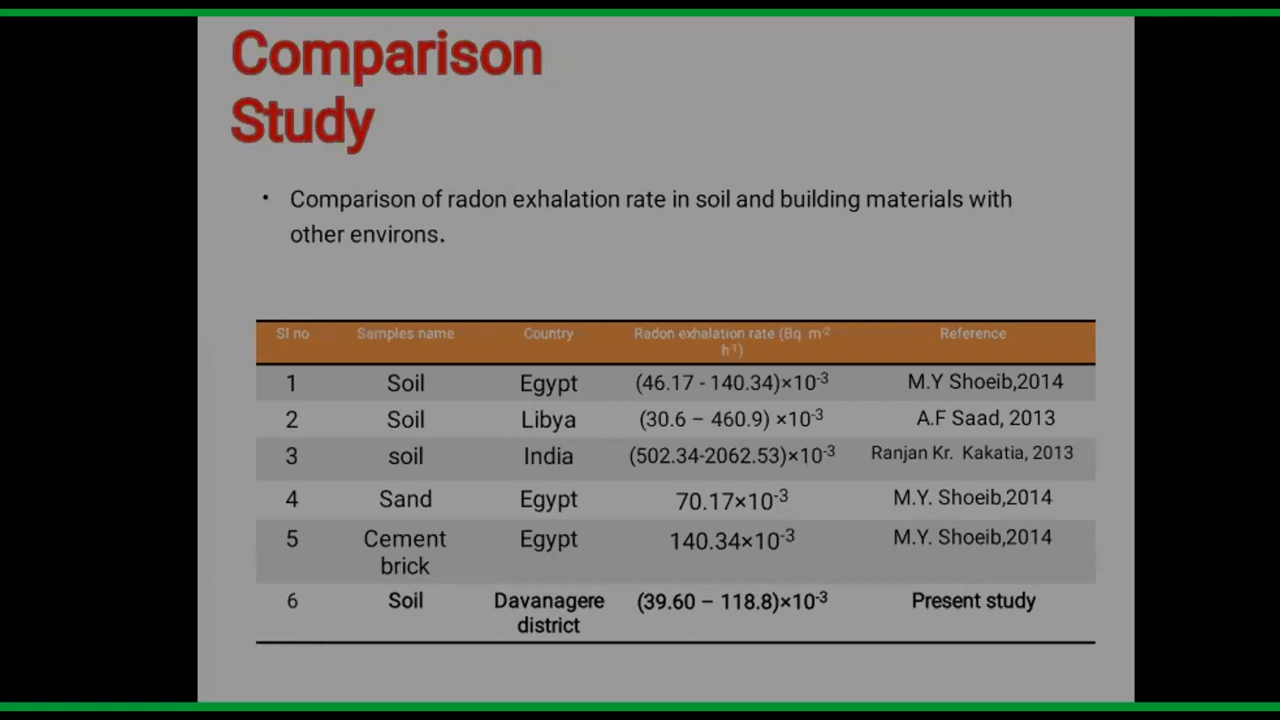 Comparison
Study
• Comparison of radon exhalation rate in soil and building materials with
other environs.
Sl no Samples name Country Radon exhalation rate (Bq m⁻²
h⁻¹) Reference
1 Soil Egypt (46.17 - 140.34)×10⁻³ M.Y Shoeib,2014
2 Soil Libya (30.6 – 460.9) ×10⁻³ A.F Saad, 2013
3 soil India (502.34-2062.53)×10⁻³ Ranjan Kr. Kakatia, 2013
4 Sand Egypt 70.17×10⁻³ M.Y. Shoeib,2014
5 Cement
brick Egypt 140.34×10⁻³ M.Y. Shoeib,2014
6 Soil Davanagere
district (39.60 – 118.8)×10⁻³ Present study